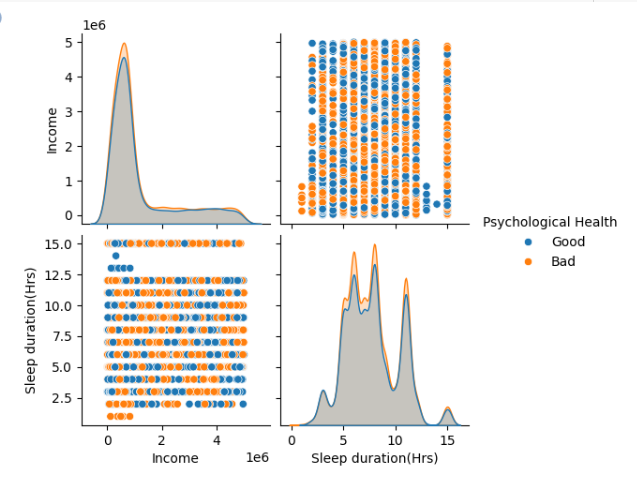 1e6
5
4
3
2
1
0
Income
Psychological Health
Good
Bad
15.0
12.5
10.0
7.5
5.0
2.5
Sleep duration(Hrs)
0 2 4
0 5 10 15
Income 1e6 Sleep duration(Hrs)